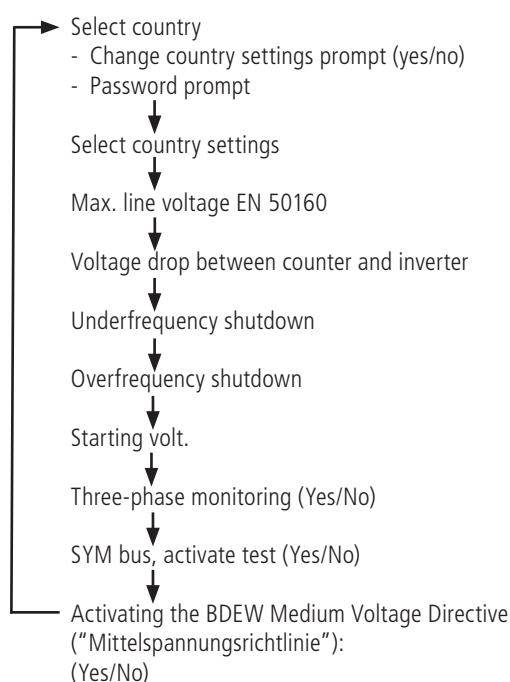 Select country
- Change country settings prompt (yes/no)
- Password prompt
Select country settings
Max. line voltage EN 50160
Voltage drop between counter and inverter
Underfrequency shutdown
Overfrequency shutdown
Starting volt.
Three-phase monitoring (Yes/No)
SYM bus, activate test (Yes/No)
Activating the BDEW Medium Voltage Directive
("Mittelspannungsrichtlinie"):
(Yes/No)